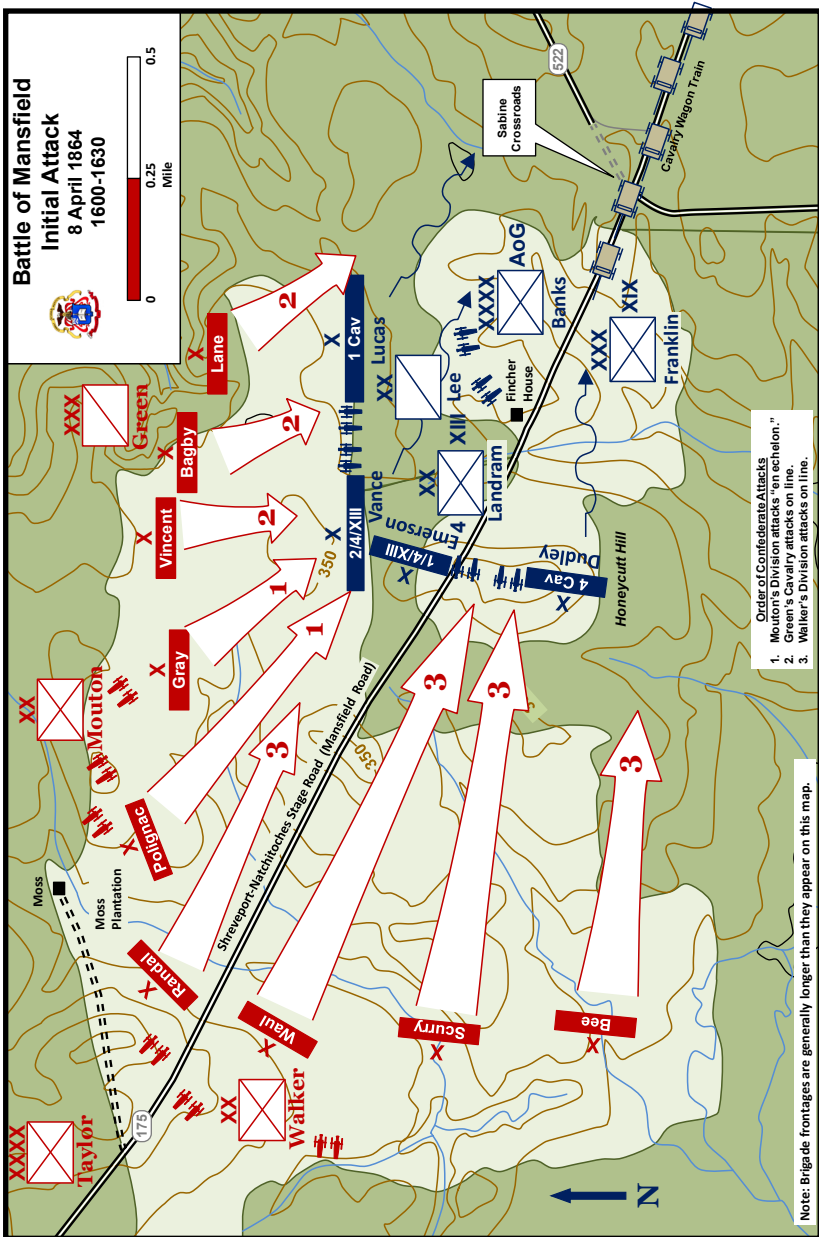 Battle of Mansfield
Initial Attack
8 April 1864
1600-1630
0
0.25
0.5
Mile
XXXX
Taylor
175
Moss
Moss
Plantation
XX
Mouton
XXX
Green
X
Polignac
X
Gray
X
Vincent
X
Bagby
X
Lane
X
Randal
X
Waul
XX
Walker
X
Scurry
X
Bee
1
1
2
2
2
3
3
3
3
350
350
Shreveport-Natchitoches Stage Road (Mansfield Road)
X
2/4/XIII
Vance
X
1 Cav
Lucas
X
1/4/XIII
Emerson
X
4 Cav
Dudley
Honeycutt Hill
XX
4
XIII
Landram
XX
Lee
Fincher
House
XXXX
AoG
Banks
XXX
XIX
Franklin
522
Sabine
Crossroads
Cavalry Wagon Train
N
Order of Confederate Attacks
1. Mouton's Division attacks "en echelon."
2. Green's Cavalry attacks on line.
3. Walker's Division attacks on line.
Note: Brigade frontages are generally longer than they appear on this map.